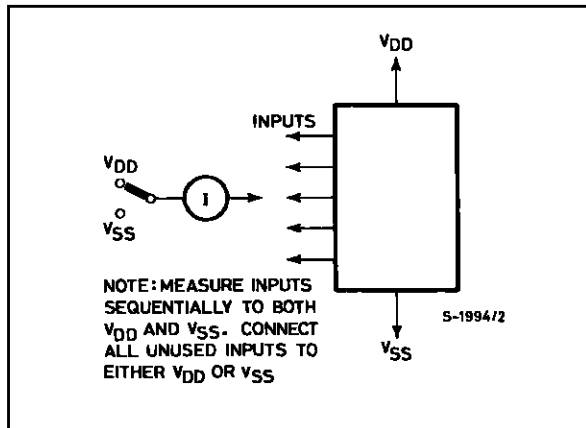 VDD
INPUTS
VDD
I
VSS
NOTE: MEASURE INPUTS
SEQUENTIALLY TO BOTH
VDD AND VSS. CONNECT
ALL UNUSED INPUTS TO
EITHER VDD OR VSS
S-1994/2
VSS